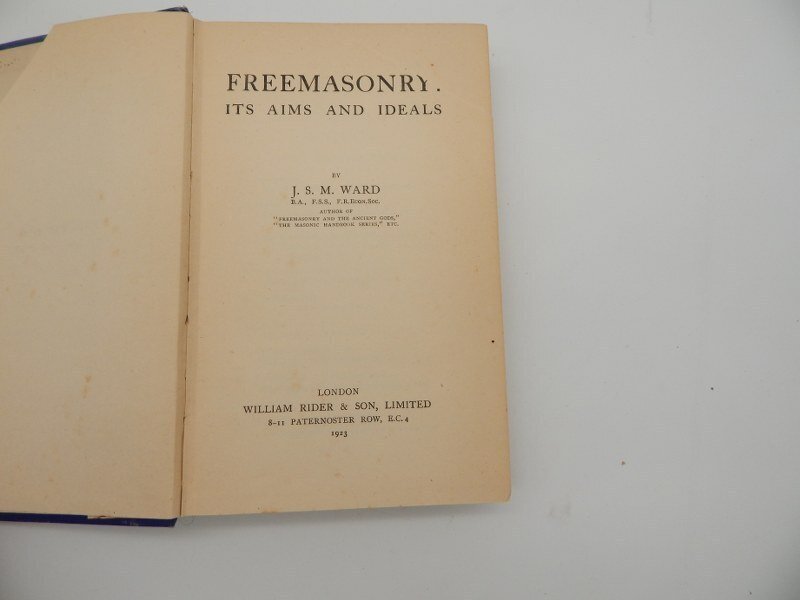 FREEMASONRY.
ITS AIMS AND IDEALS
BY
J. S. M. WARD
B.A., F.S.S., F.R.Econ.Soc.
AUTHOR OF
"FREEMASONRY AND THE ANCIENT GODS,"
"THE MASONIC HANDBOOK SERIES," ETC.
LONDON
WILLIAM RIDER & SON, LIMITED
8-11 PATERNOSTER ROW, E.C. 4
1923